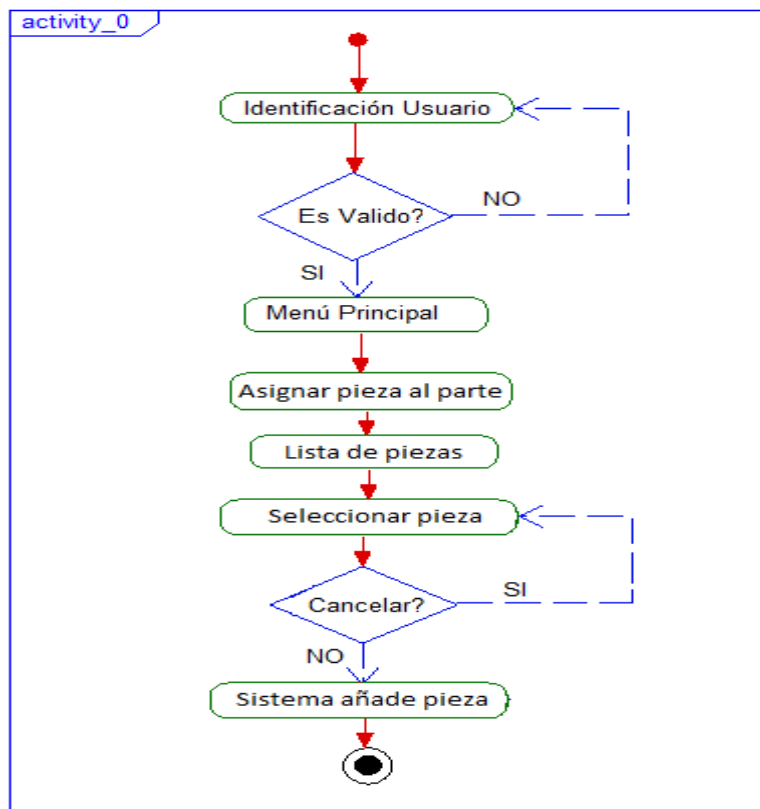 activity_0
Identificación Usuario
Es Valido?
NO
SI
Menú Principal
Asignar pieza al parte
Lista de piezas
Seleccionar pieza
Cancelar?
SI
NO
Sistema añade pieza